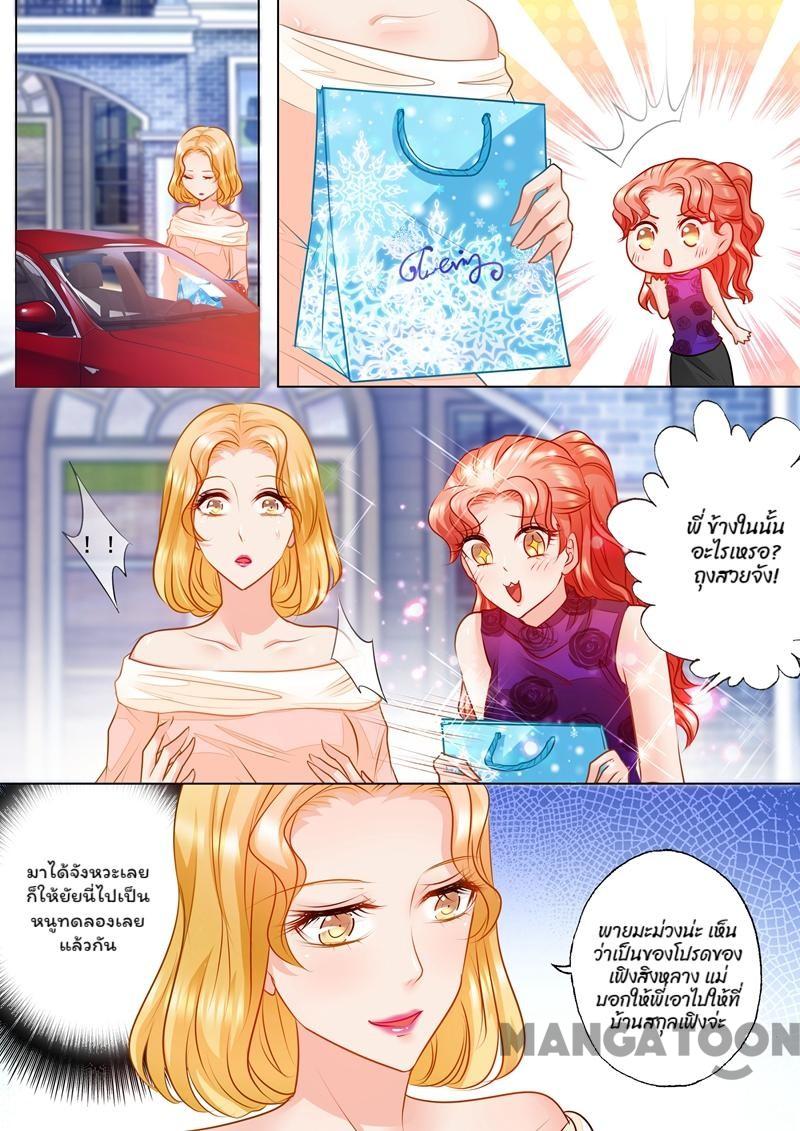 ! !
พี่ ข้างในนั้น
อะไรเหรอ?
ถุงสวยจัง!
มาได้จังหวะเลย
ก็ให้ยัยนี่ไปเป็น
หนูทดลองเลย
แล้วกัน
พายมะม่วงน่ะ เห็น
ว่าเป็นของโปรดของ
เฟิงสิงหลาง แม่
บอกให้พี่เอาไปให้ที่
บ้านสกุลเฟิงจ่ะ
MANGATOON